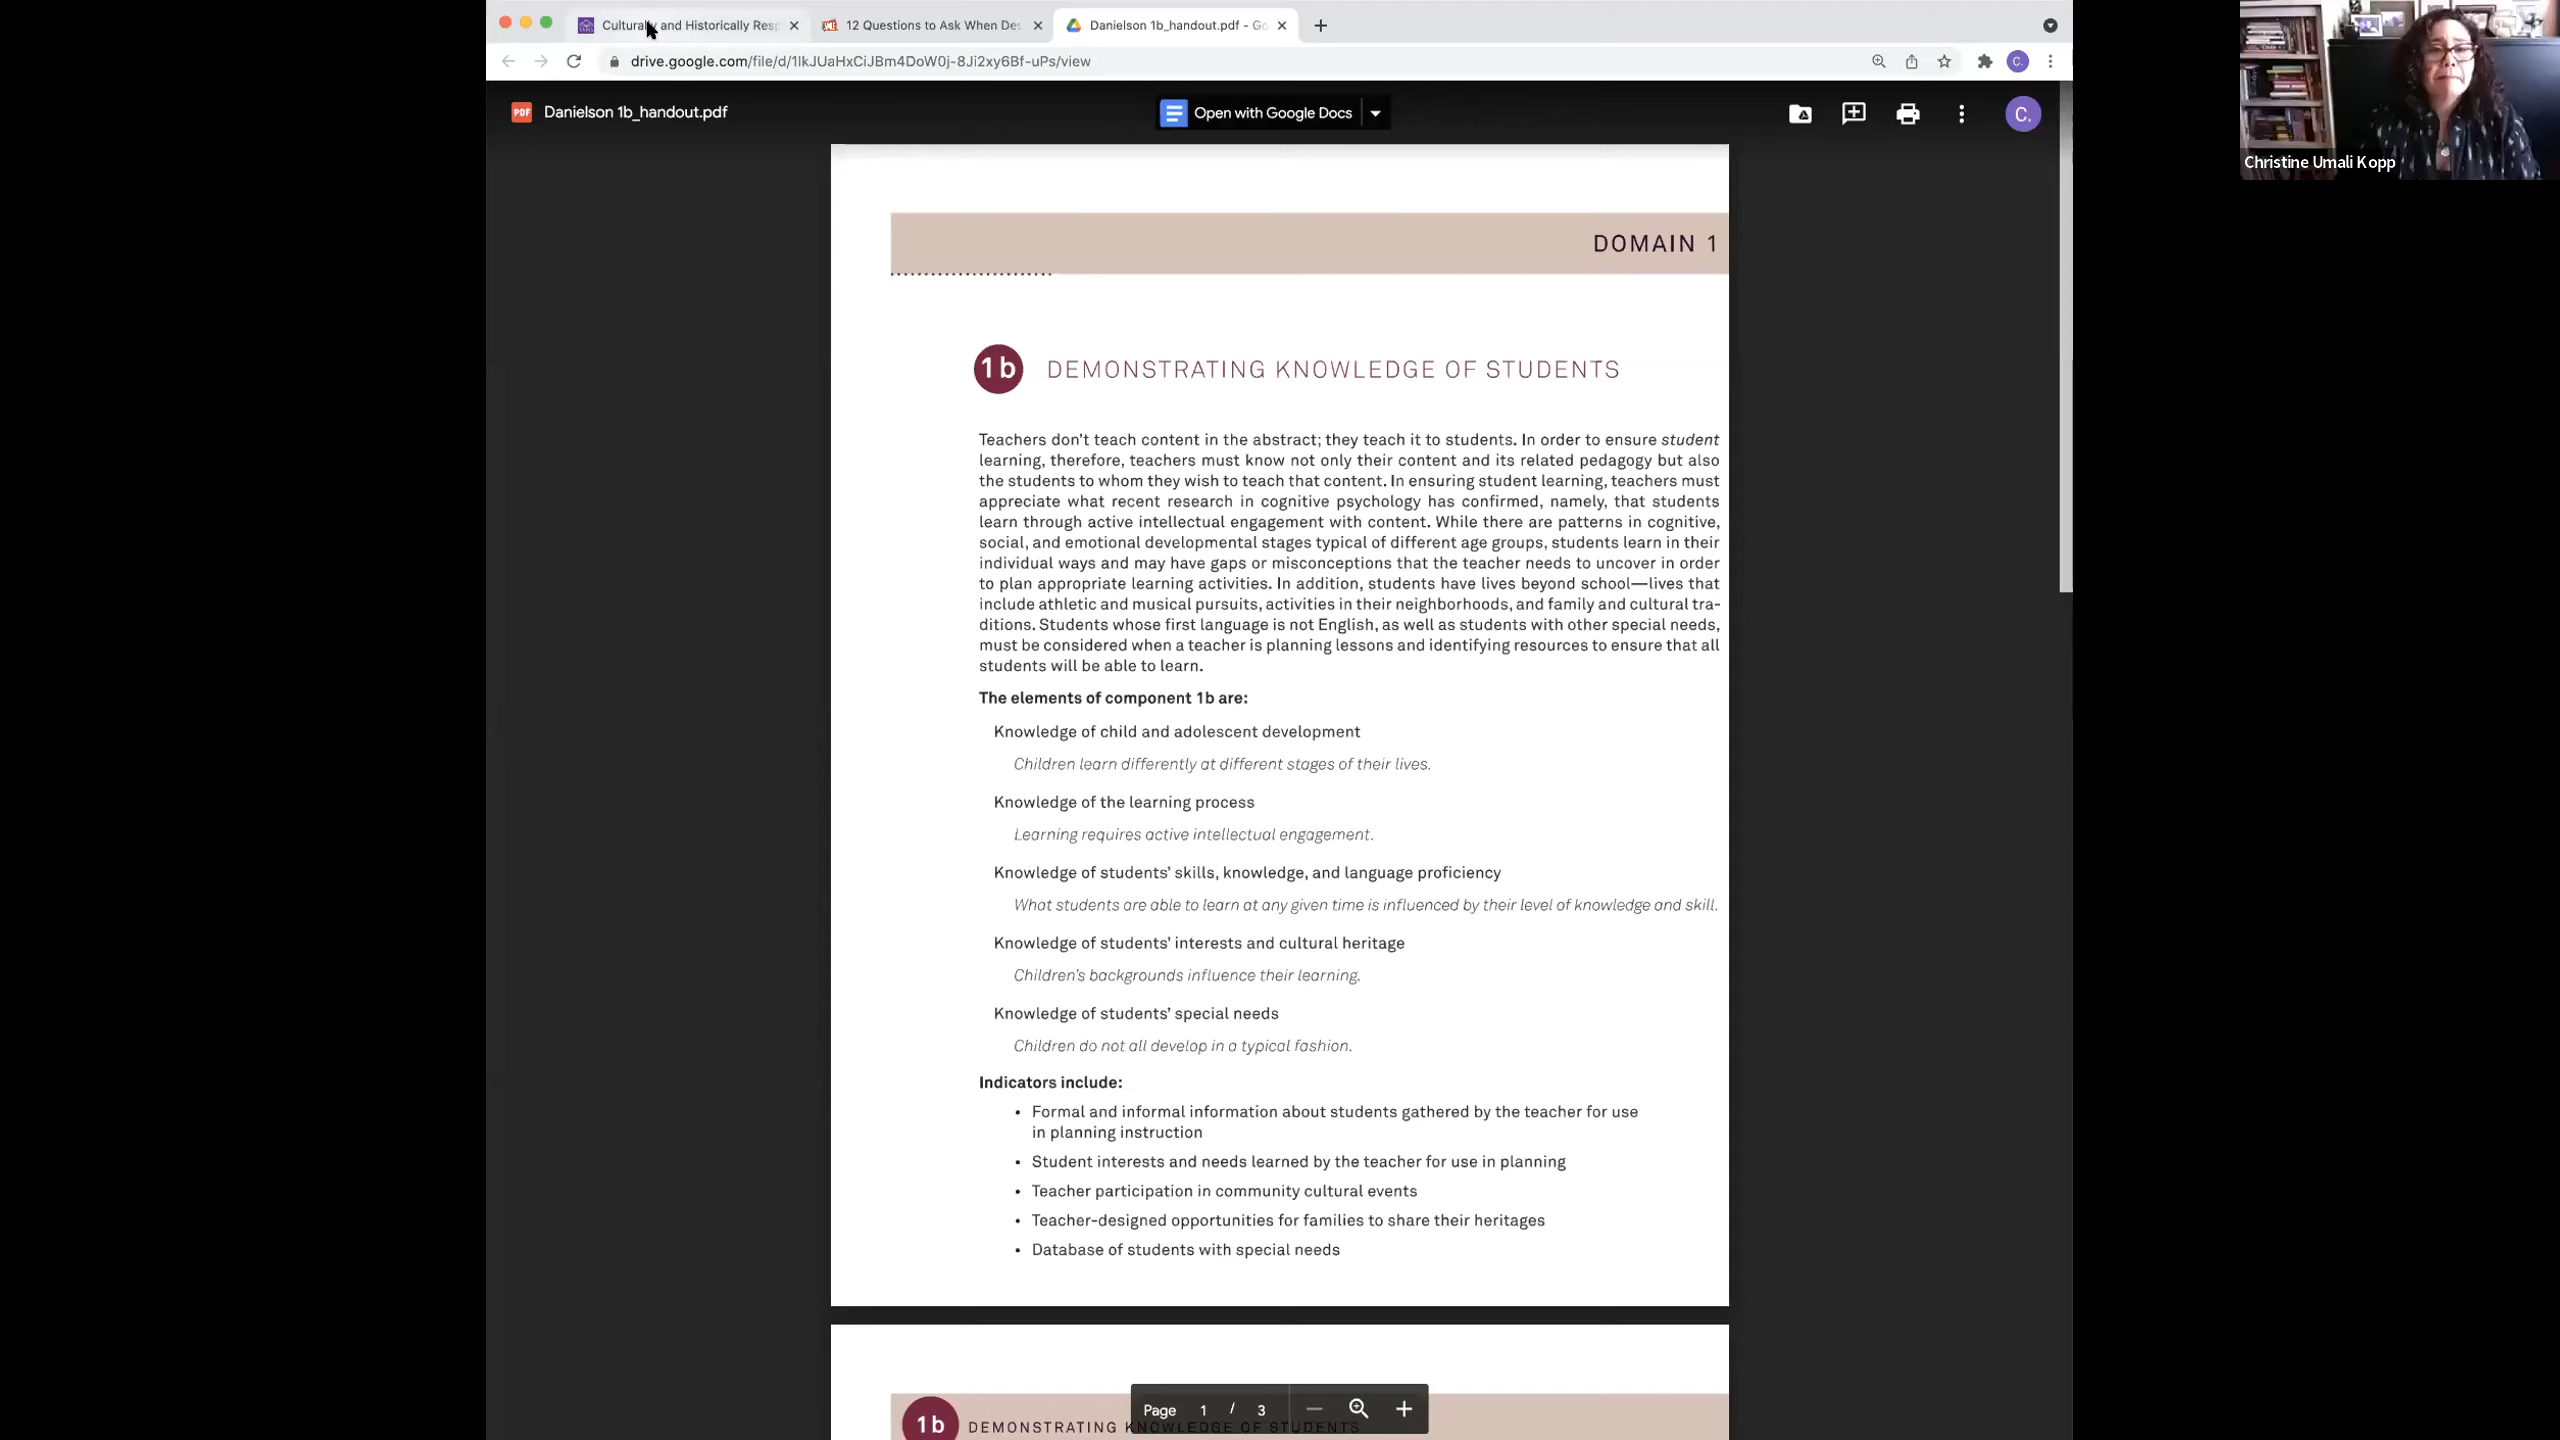 Culturally and Historically Resp
12 Questions to Ask When Des
Danielson 1b_handout.pdf - Go
drive.google.com/file/d/1IkJUaHxCiJBm4DoW0j-8Ji2xy6Bf-uPs/view
C.
PDF
Danielson 1b_handout.pdf
Open with Google Docs
C.
Christine Umali Kopp
DOMAIN 1
1b DEMONSTRATING KNOWLEDGE OF STUDENTS
Teachers don't teach content in the abstract; they teach it to students. In order to ensure student
learning, therefore, teachers must know not only their content and its related pedagogy but also
the students to whom they wish to teach that content. In ensuring student learning, teachers must
appreciate what recent research in cognitive psychology has confirmed, namely, that students
learn through active intellectual engagement with content. While there are patterns in cognitive,
social, and emotional developmental stages typical of different age groups, students learn in their
individual ways and may have gaps or misconceptions that the teacher needs to uncover in order
to plan appropriate learning activities. In addition, students have lives beyond school—lives that
include athletic and musical pursuits, activities in their neighborhoods, and family and cultural tra-
ditions. Students whose first language is not English, as well as students with other special needs,
must be considered when a teacher is planning lessons and identifying resources to ensure that all
students will be able to learn.
The elements of component 1b are:
Knowledge of child and adolescent development
Children learn differently at different stages of their lives.
Knowledge of the learning process
Learning requires active intellectual engagement.
Knowledge of students' skills, knowledge, and language proficiency
What students are able to learn at any given time is influenced by their level of knowledge and skill.
Knowledge of students' interests and cultural heritage
Children's backgrounds influence their learning.
Knowledge of students' special needs
Children do not all develop in a typical fashion.
Indicators include:
• Formal and informal information about students gathered by the teacher for use
in planning instruction
• Student interests and needs learned by the teacher for use in planning
• Teacher participation in community cultural events
• Teacher-designed opportunities for families to share their heritages
• Database of students with special needs
Page 1 / 3
1b DEMONSTRATING KNOWLEDGE OF STUDENTS